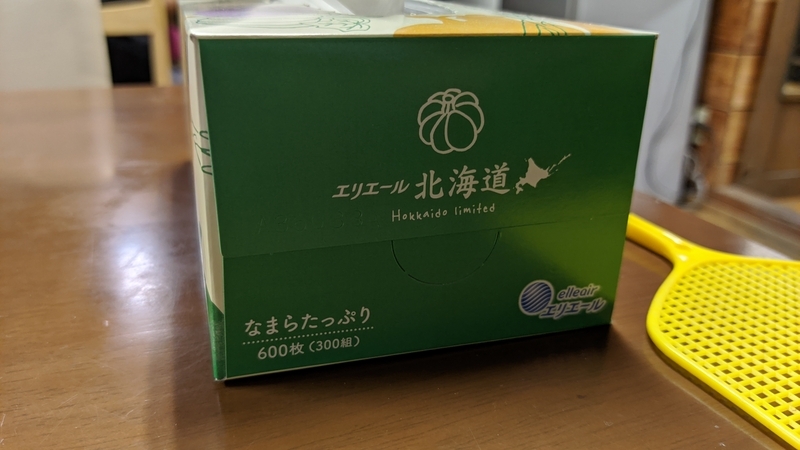 エリエール 北海道
Hokkaido limited
なまらたっぷり
600枚(300組)
elleair
エリエール